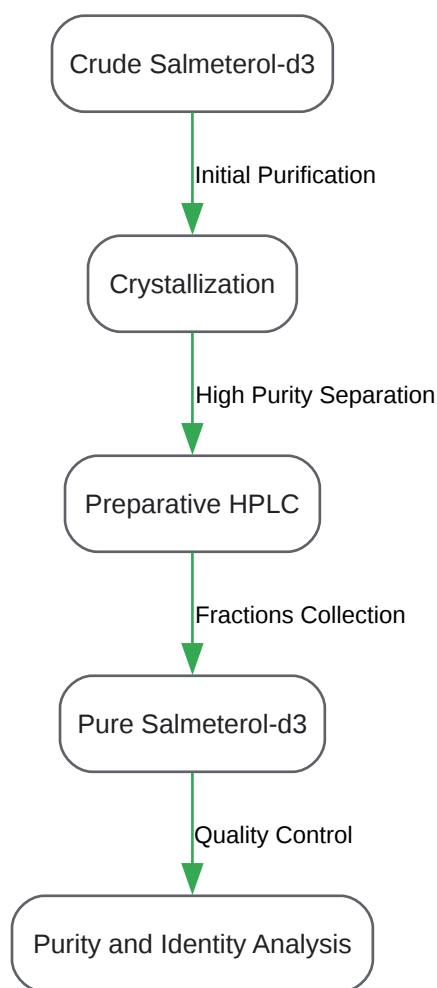 Crude Salmeterol-d3
Initial Purification
Crystallization
High Purity Separation
Preparative HPLC
Fractions Collection
Pure Salmeterol-d3
Quality Control
Purity and Identity Analysis